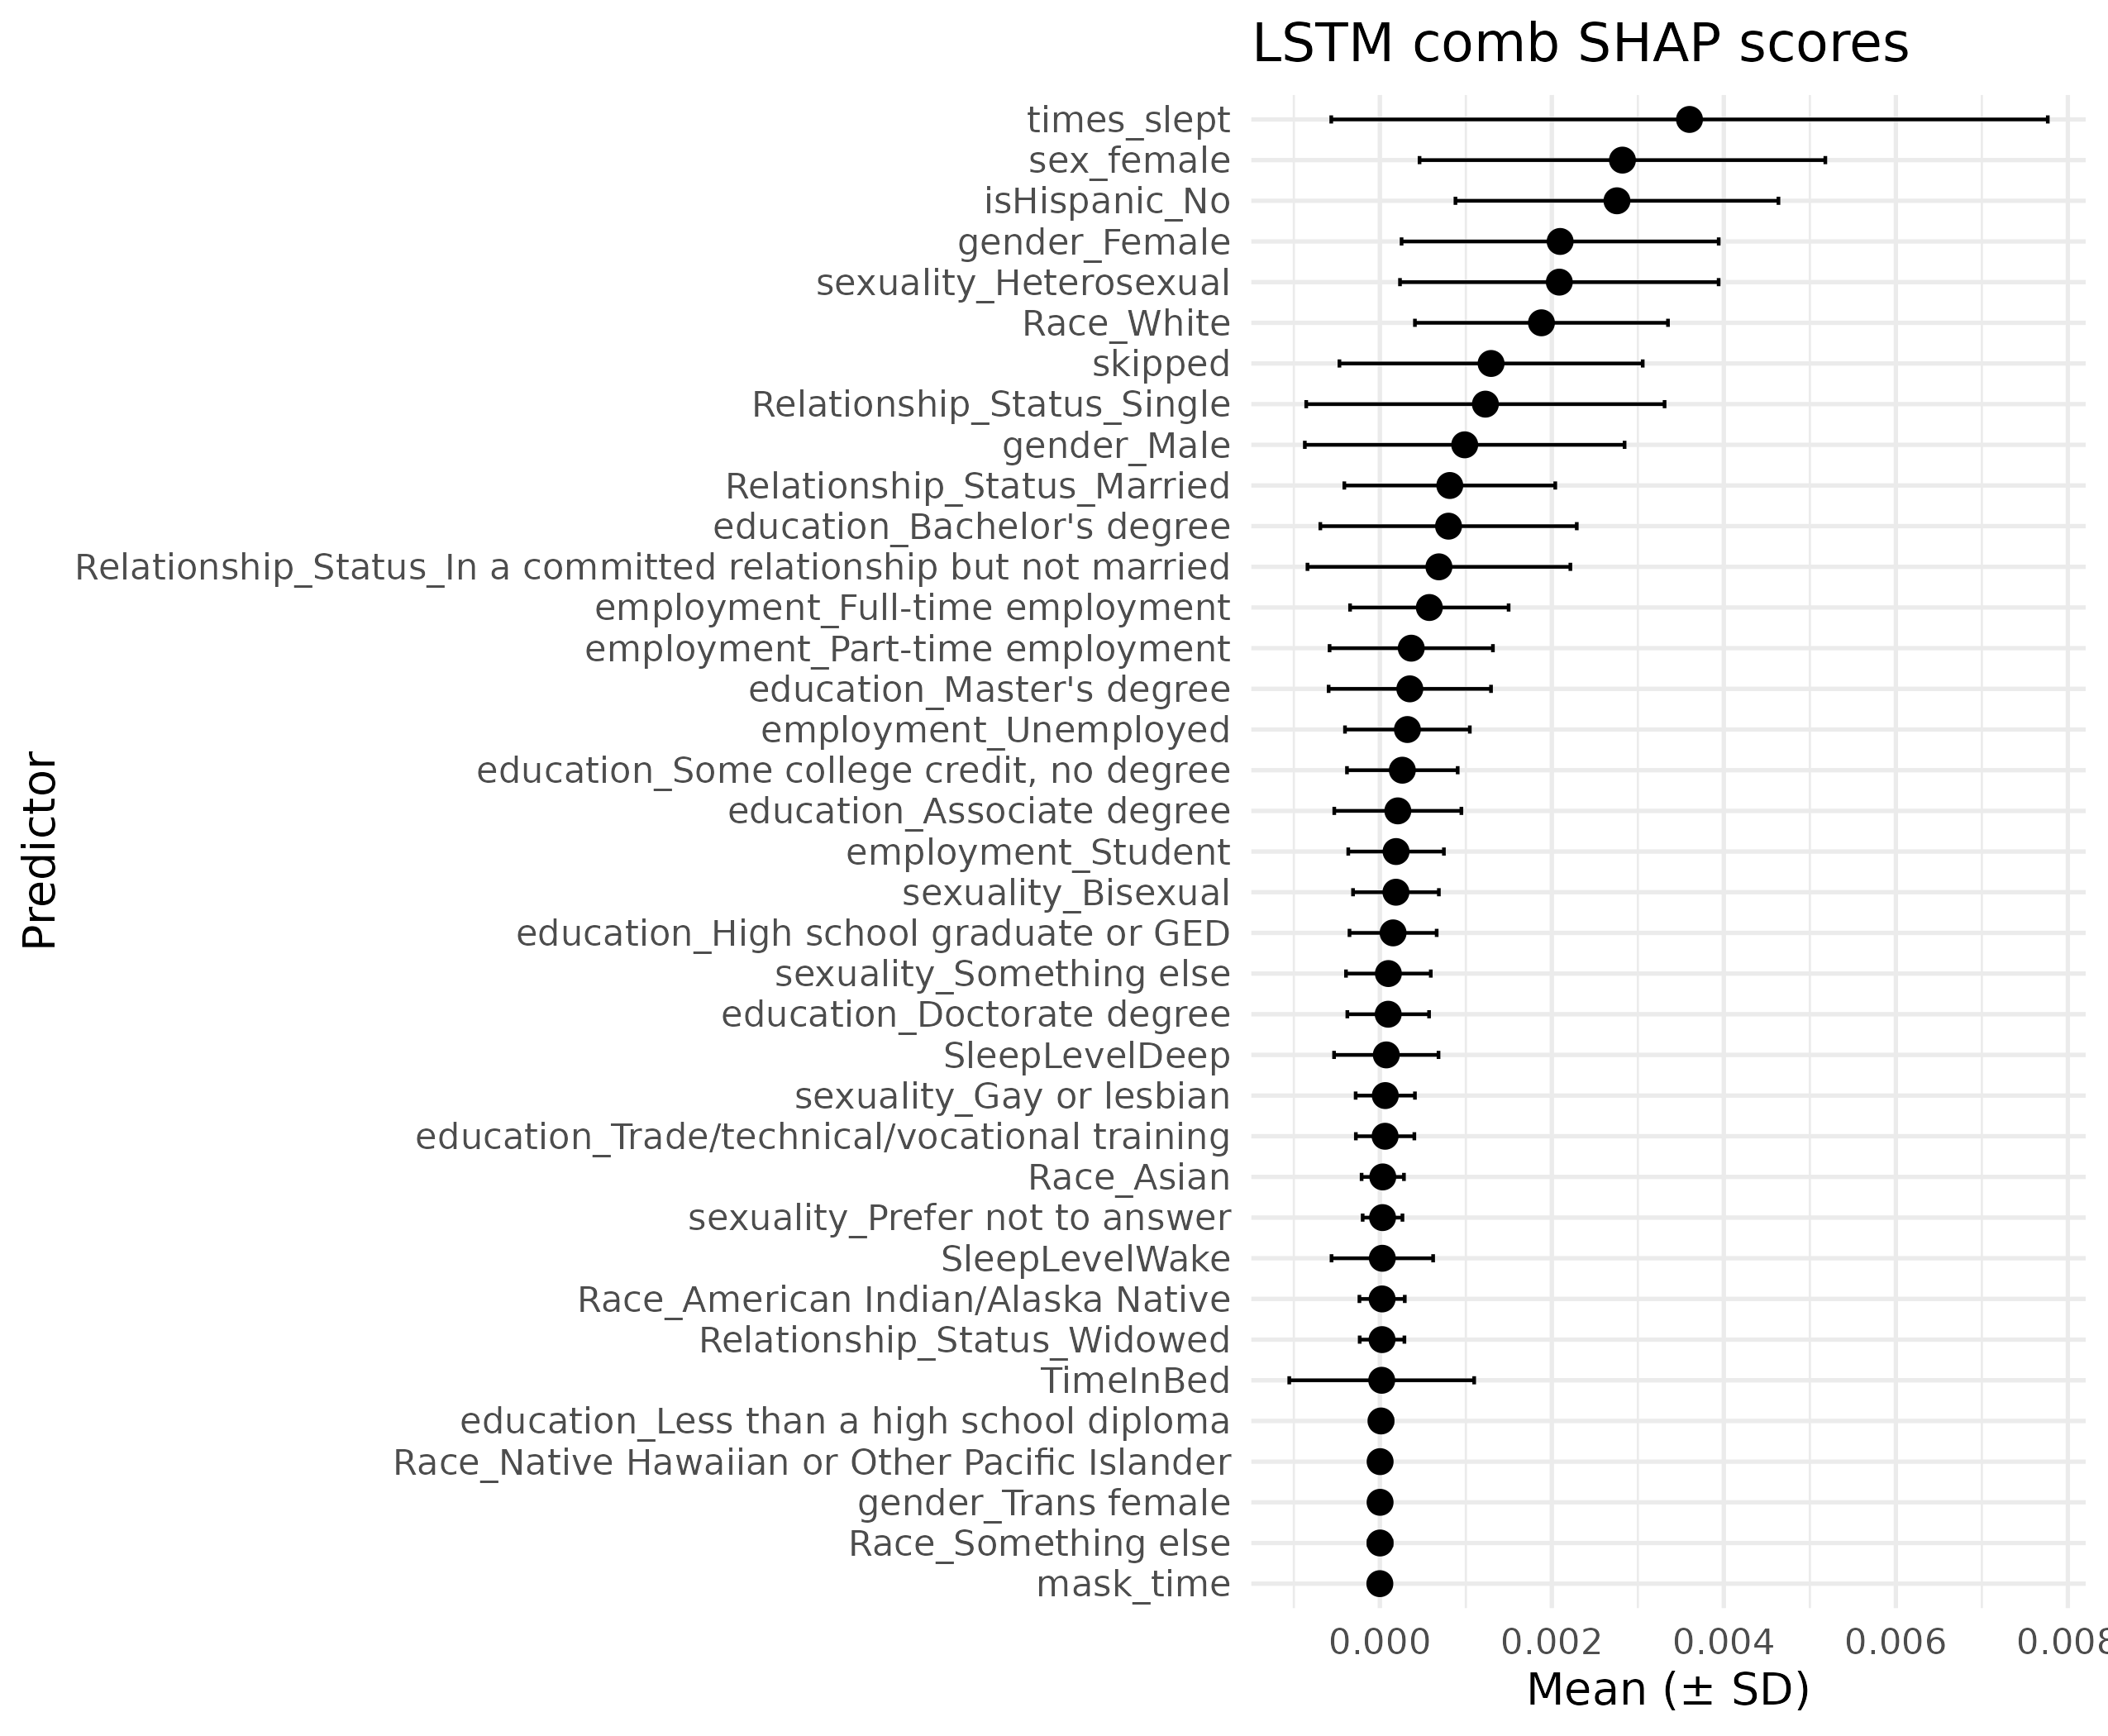 LSTM comb SHAP scores
times_slept
sex_female
isHispanic_No
gender_Female
sexuality_Heterosexual
Race_White
skipped
Relationship_Status_Single
gender_Male
Relationship_Status_Married
education_Bachelor's degree
Relationship_Status_In a committed relationship but not married
employment_Full-time employment
employment_Part-time employment
education_Master's degree
employment_Unemployed
education_Some college credit, no degree
education_Associate degree
employment_Student
sexuality_Bisexual
education_High school graduate or GED
sexuality_Something else
education_Doctorate degree
SleepLevelDeep
sexuality_Gay or lesbian
education_Trade/technical/vocational training
Race_Asian
sexuality_Prefer not to answer
SleepLevelWake
Race_American Indian/Alaska Native
Relationship_Status_Widowed
TimeInBed
education_Less than a high school diploma
Race_Native Hawaiian or Other Pacific Islander
gender_Trans female
Race_Something else
mask_time
Predictor
0.000 0.002 0.004 0.006 0.008
Mean (± SD)